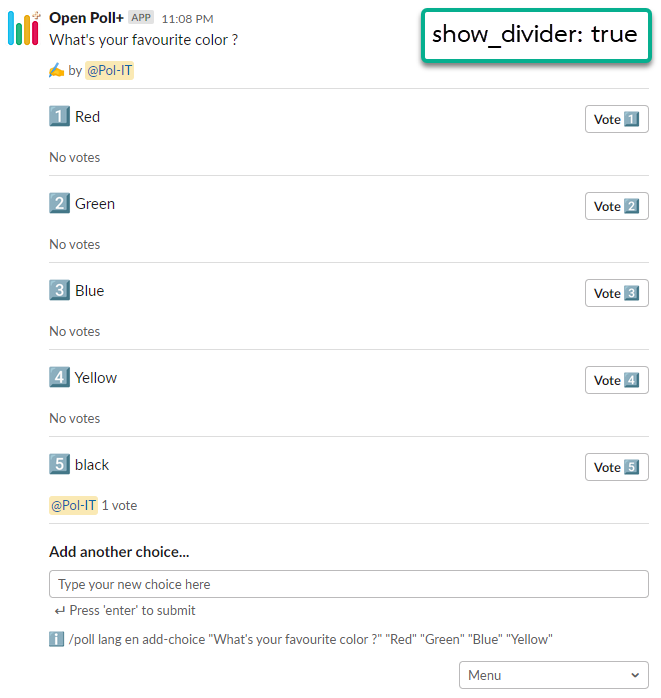 Open Poll+ APP 11:08 PM
show_divider: true
What's your favourite color ?
✍️ by @Pol-IT
1️⃣ Red
Vote 1️⃣
No votes
2️⃣ Green
Vote 2️⃣
No votes
3️⃣ Blue
Vote 3️⃣
No votes
4️⃣ Yellow
Vote 4️⃣
No votes
5️⃣ black
Vote 5️⃣
@Pol-IT 1 vote
Add another choice...
Type your new choice here
↵ Press 'enter' to submit
ℹ️ /poll lang en add-choice "What's your favourite color ?" "Red" "Green" "Blue" "Yellow"
Menu